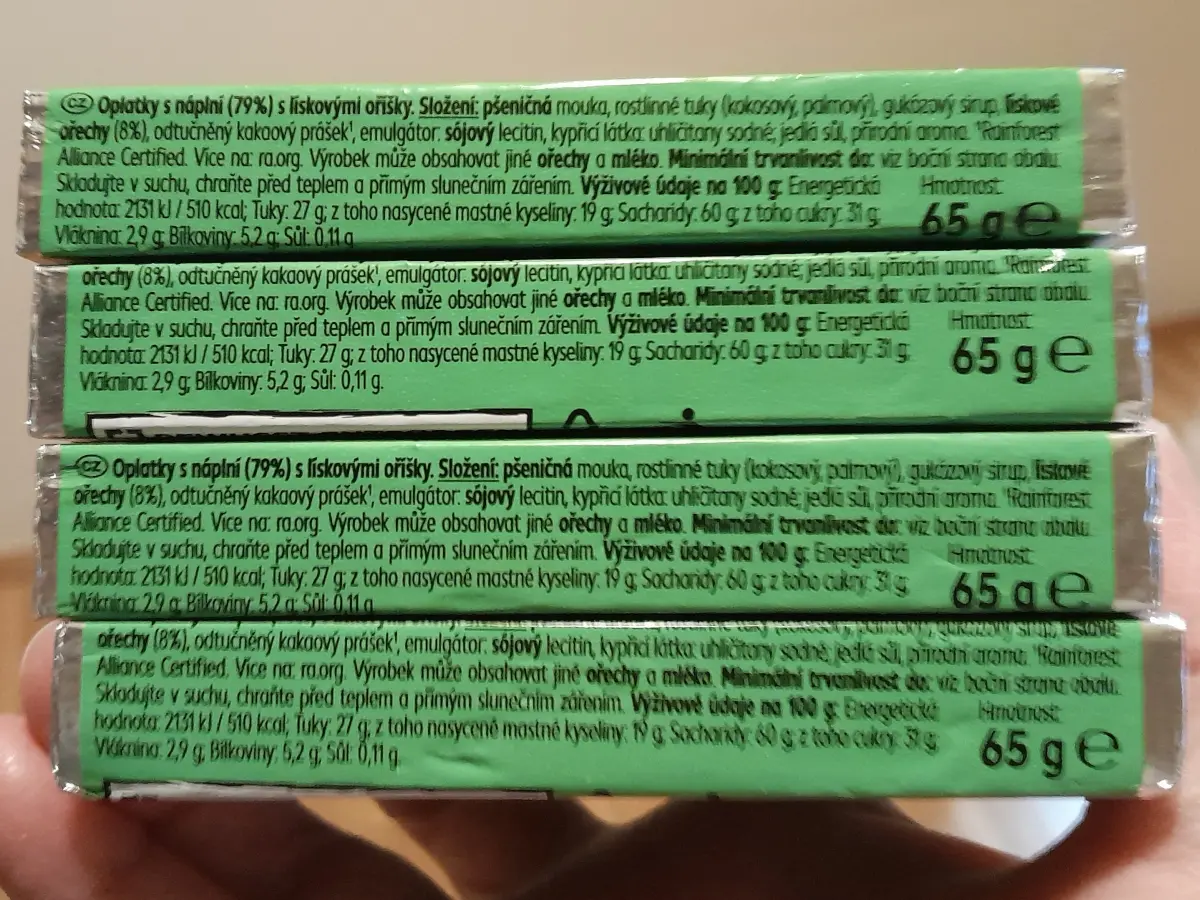 CZ Oplatky s náplní (79%) s lískovými oříšky. Složení: pšeničná mouka, rostlinné tuky (kokosový, palmový), gukózový sirup, lískové
ořechy (8%), odtučněný kakaový prášek¹, emulgátor: sójový lecitin, kypřicí látka: uhličitany sodné; jedlá sůl, přírodní aroma. ¹Rainforest
Alliance Certified. Více na: ra.org. Výrobek může obsahovat jiné ořechy a mléko. Minimální trvanlivost do: viz boční strana obalu.
Skladujte v suchu, chraňte před teplem a přímým slunečním zářením. Výživové údaje na 100 g: Energetická Hmotnost:
hodnota: 2131 kJ / 510 kcal; Tuky: 27 g; z toho nasycené mastné kyseliny: 19 g; Sacharidy: 60 g; z toho cukry: 31 g; 65 g e
Vláknina: 2,9 g; Bílkoviny: 5,2 g; Sůl: 0,11 g
ořechy (8%), odtučněný kakaový prášek¹, emulgátor: sójový lecitin, kypřicí látka: uhličitany sodné; jedlá sůl, přírodní aroma. ¹Rainforest
Alliance Certified. Více na: ra.org. Výrobek může obsahovat jiné ořechy a mléko. Minimální trvanlivost do: viz boční strana obalu.
Skladujte v suchu, chraňte před teplem a přímým slunečním zářením. Výživové údaje na 100 g: Energetická Hmotnost:
hodnota: 2131 kJ / 510 kcal; Tuky: 27 g; z toho nasycené mastné kyseliny: 19 g; Sacharidy: 60 g; z toho cukry: 31 g; 65 g e
Vláknina: 2,9 g; Bílkoviny: 5,2 g; Sůl: 0,11 g.
CZ Oplatky s náplní (79%) s lískovými oříšky. Složení: pšeničná mouka, rostlinné tuky (kokosový, palmový), gukózový sirup, lískové
ořechy (8%), odtučněný kakaový prášek¹, emulgátor: sójový lecitin, kypřicí látka: uhličitany sodné; jedlá sůl, přírodní aroma. ¹Rainforest
Alliance Certified. Více na: ra.org. Výrobek může obsahovat jiné ořechy a mléko. Minimální trvanlivost do: viz boční strana obalu.
Skladujte v suchu, chraňte před teplem a přímým slunečním zářením. Výživové údaje na 100 g: Energetická Hmotnost:
hodnota: 2131 kJ / 510 kcal; Tuky: 27 g; z toho nasycené mastné kyseliny: 19 g; Sacharidy: 60 g; z toho cukry: 31 g; 65 g e
Vláknina: 2,9 g; Bílkoviny: 5,2 g; Sůl: 0,11 g
ořechy (8%), odtučněný kakaový prášek¹, emulgátor: sójový lecitin, kypřicí látka: uhličitany sodné; jedlá sůl, přírodní aroma. ¹Rainforest
Alliance Certified. Více na: ra.org. Výrobek může obsahovat jiné ořechy a mléko. Minimální trvanlivost do: viz boční strana obalu.
Skladujte v suchu, chraňte před teplem a přímým slunečním zářením. Výživové údaje na 100 g: Energetická Hmotnost:
hodnota: 2131 kJ / 510 kcal; Tuky: 27 g; z toho nasycené mastné kyseliny: 19 g; Sacharidy: 60 g; z toho cukry: 31 g; 65 g e
Vláknina: 2,9 g; Bílkoviny: 5,2 g; Sůl: 0,11 g.